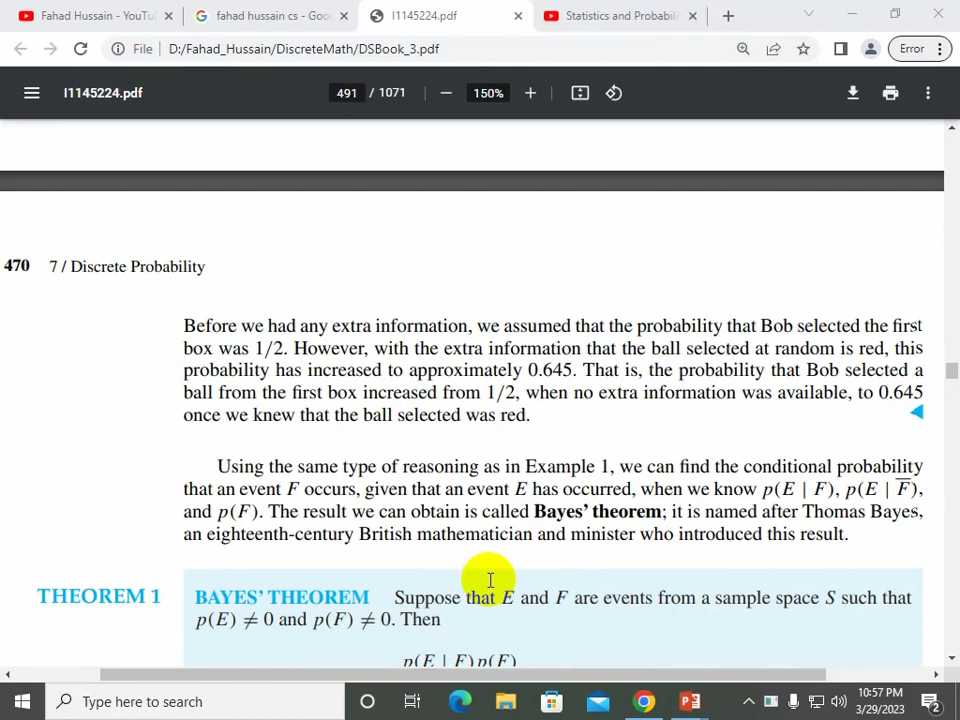 Fahad Hussain - YouTu
fahad hussain cs - Goo
I1145224.pdf
Statistics and Probabili
File D:/Fahad_Hussain/DiscreteMath/DSBook_3.pdf
Error
I1145224.pdf
491 / 1071
150%
470 7 / Discrete Probability
Before we had any extra information, we assumed that the probability that Bob selected the first
box was 1/2. However, with the extra information that the ball selected at random is red, this
probability has increased to approximately 0.645. That is, the probability that Bob selected a
ball from the first box increased from 1/2, when no extra information was available, to 0.645
once we knew that the ball selected was red.
Using the same type of reasoning as in Example 1, we can find the conditional probability
that an event F occurs, given that an event E has occurred, when we know p(E | F), p(E | F̅),
and p(F). The result we can obtain is called Bayes' theorem; it is named after Thomas Bayes,
an eighteenth-century British mathematician and minister who introduced this result.
THEOREM 1
BAYES' THEOREM Suppose that E and F are events from a sample space S such that
p(E) ≠ 0 and p(F) ≠ 0. Then
p(E | F)p(F)
Type here to search
10:57 PM
3/29/2023
2